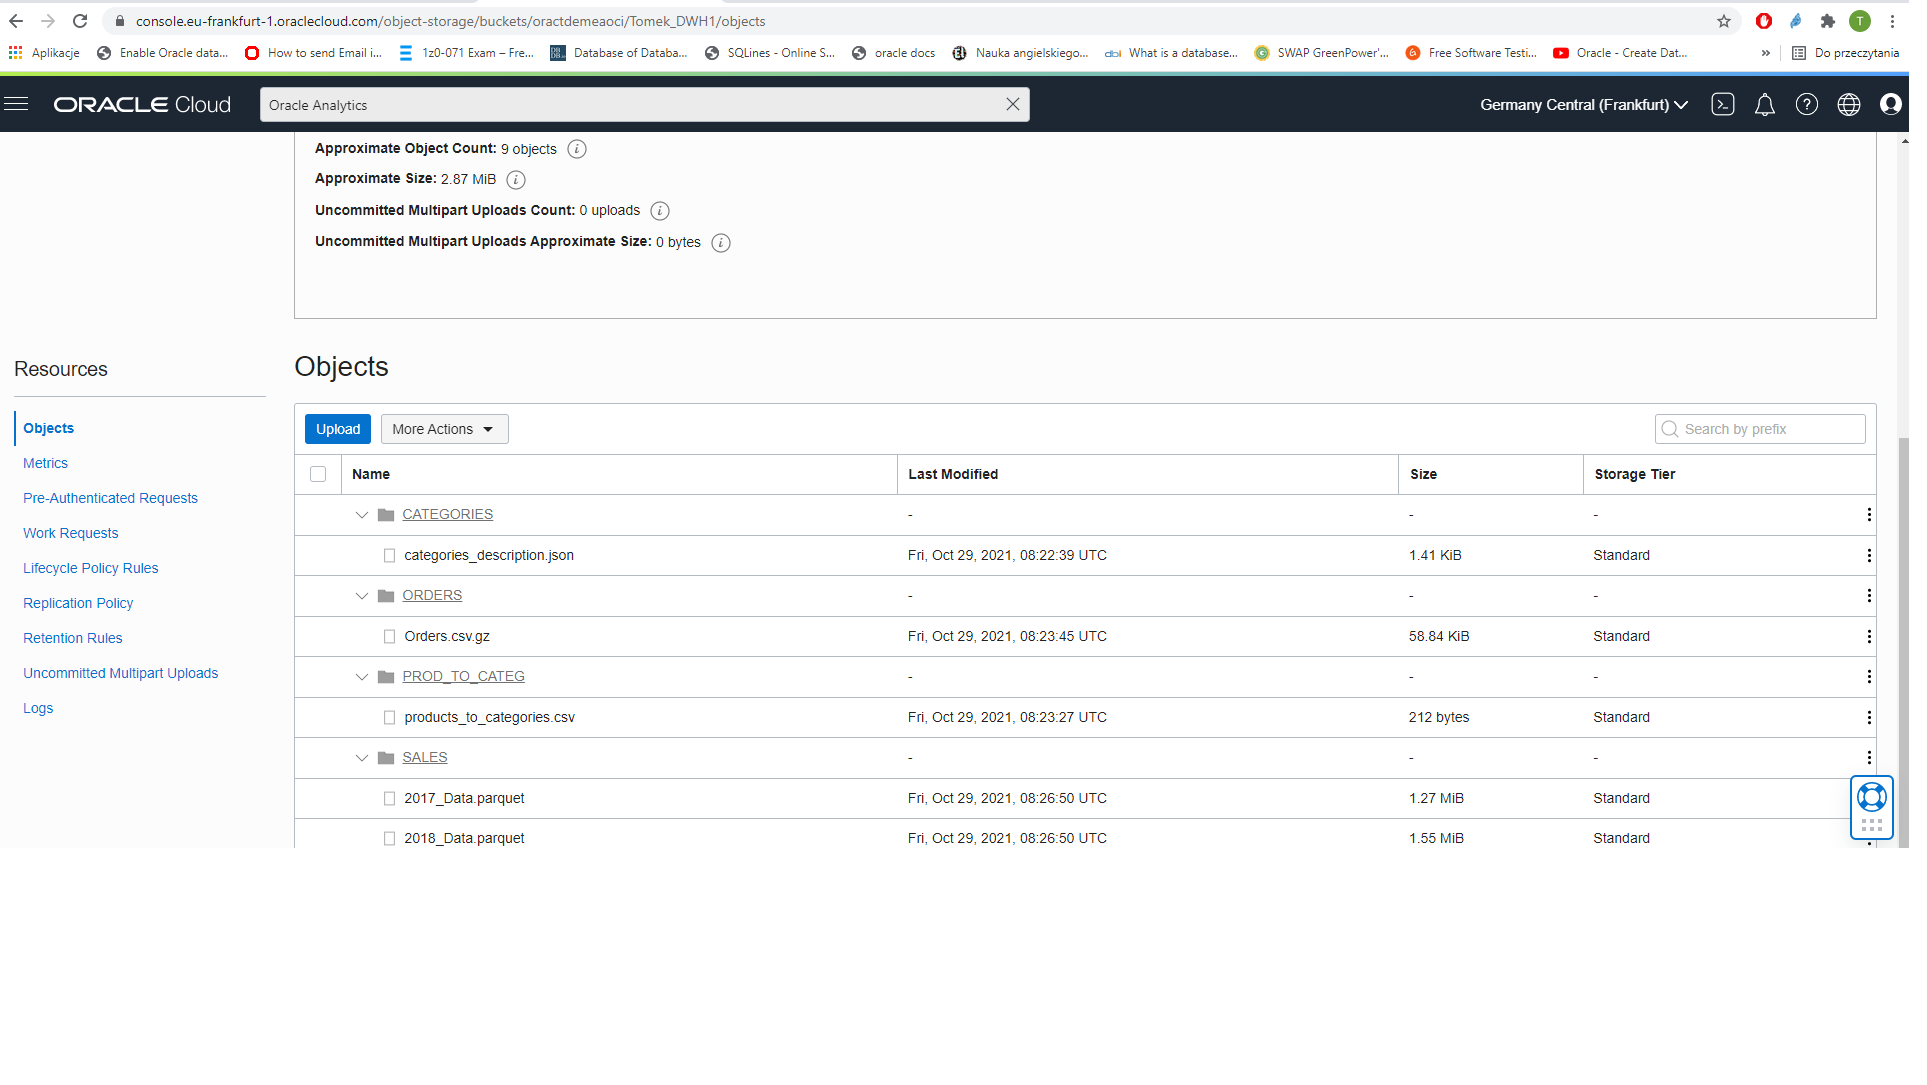 console.eu-frankfurt-1.oraclecloud.com/object-storage/buckets/oractdemeaoci/Tomek_DWH1/objects
T
Aplikacje Enable Oracle data... How to send Email i... 1z0-071 Exam – Fre... Database of Databa... SQLines - Online S... oracle docs Nauka angielskiego... What is a database... SWAP GreenPower'... Free Software Testi... Oracle - Create Dat... » Do przeczytania
ORACLE Cloud Oracle Analytics Germany Central (Frankfurt)
Approximate Object Count: 9 objects
Approximate Size: 2.87 MiB
Uncommitted Multipart Uploads Count: 0 uploads
Uncommitted Multipart Uploads Approximate Size: 0 bytes
Resources
Objects
Metrics
Pre-Authenticated Requests
Work Requests
Lifecycle Policy Rules
Replication Policy
Retention Rules
Uncommitted Multipart Uploads
Logs
Objects
Upload More Actions Search by prefix
Name Last Modified Size Storage Tier
CATEGORIES - - -
categories_description.json Fri, Oct 29, 2021, 08:22:39 UTC 1.41 KiB Standard
ORDERS - - -
Orders.csv.gz Fri, Oct 29, 2021, 08:23:45 UTC 58.84 KiB Standard
PROD_TO_CATEG - - -
products_to_categories.csv Fri, Oct 29, 2021, 08:23:27 UTC 212 bytes Standard
SALES - - -
2017_Data.parquet Fri, Oct 29, 2021, 08:26:50 UTC 1.27 MiB Standard
2018_Data.parquet Fri, Oct 29, 2021, 08:26:50 UTC 1.55 MiB Standard